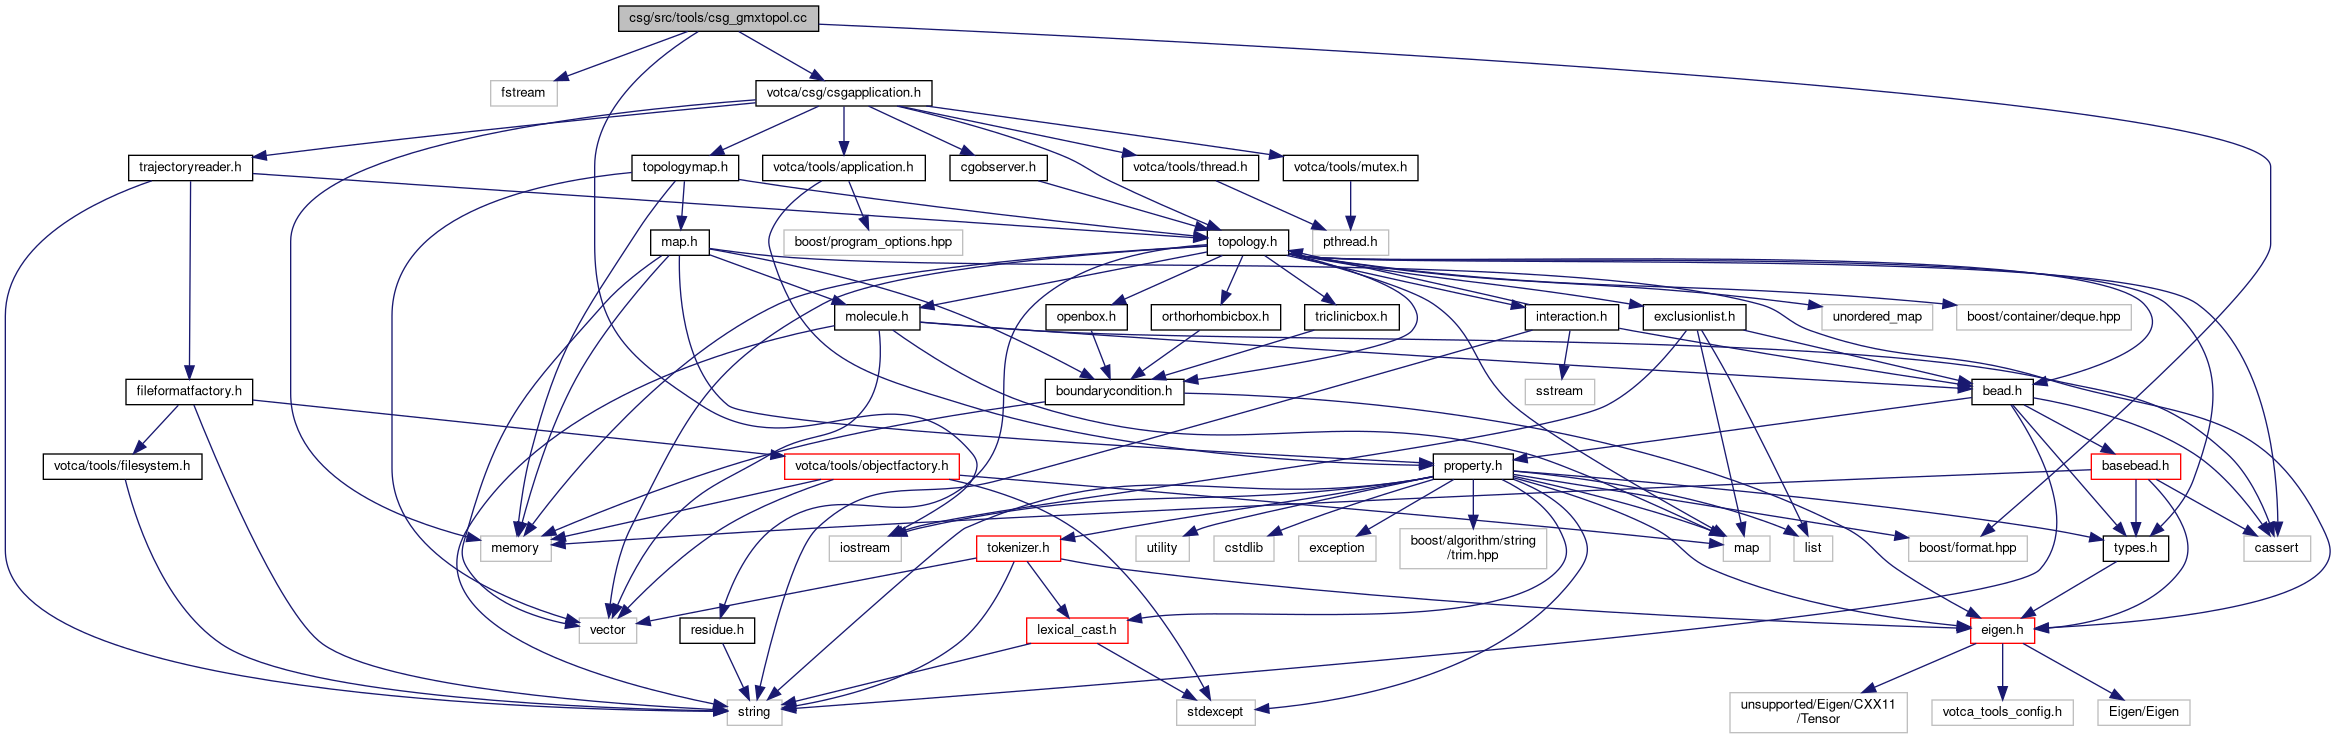 csg/src/tools/csg_gmxtopol.cc
fstream
votca/csg/csgapplication.h
trajectoryreader.h
topologymap.h
votca/tools/application.h
cgobserver.h
votca/tools/thread.h
votca/tools/mutex.h
map.h
boost/program_options.hpp
topology.h
pthread.h
molecule.h
openbox.h
orthorhombicbox.h
triclinicbox.h
interaction.h
exclusionlist.h
unordered_map
boost/container/deque.hpp
fileformatfactory.h
boundarycondition.h
sstream
bead.h
votca/tools/filesystem.h
votca/tools/objectfactory.h
property.h
basebead.h
memory
iostream
tokenizer.h
utility
cstdlib
exception
boost/algorithm/string
/trim.hpp
map
list
boost/format.hpp
types.h
cassert
vector
residue.h
lexical_cast.h
eigen.h
string
stdexcept
unsupported/Eigen/CXX11
/Tensor
votca_tools_config.h
Eigen/Eigen